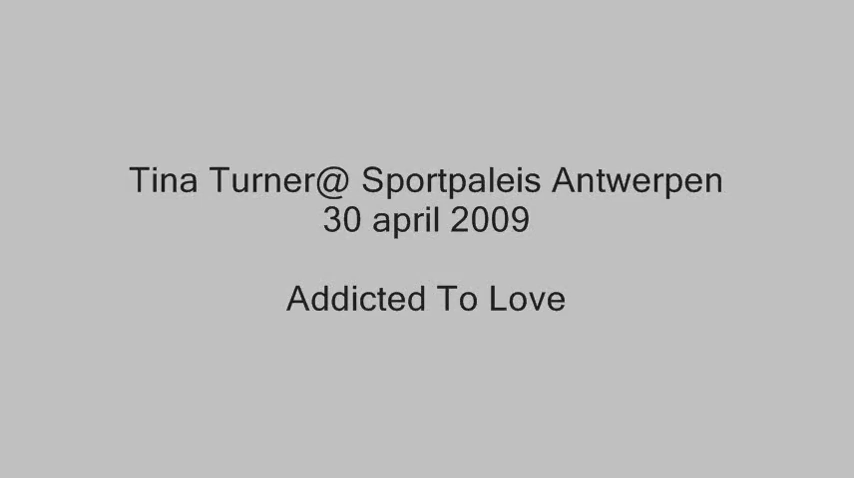 Tina Turner@ Sportpaleis Antwerpen
30 april 2009
Addicted To Love